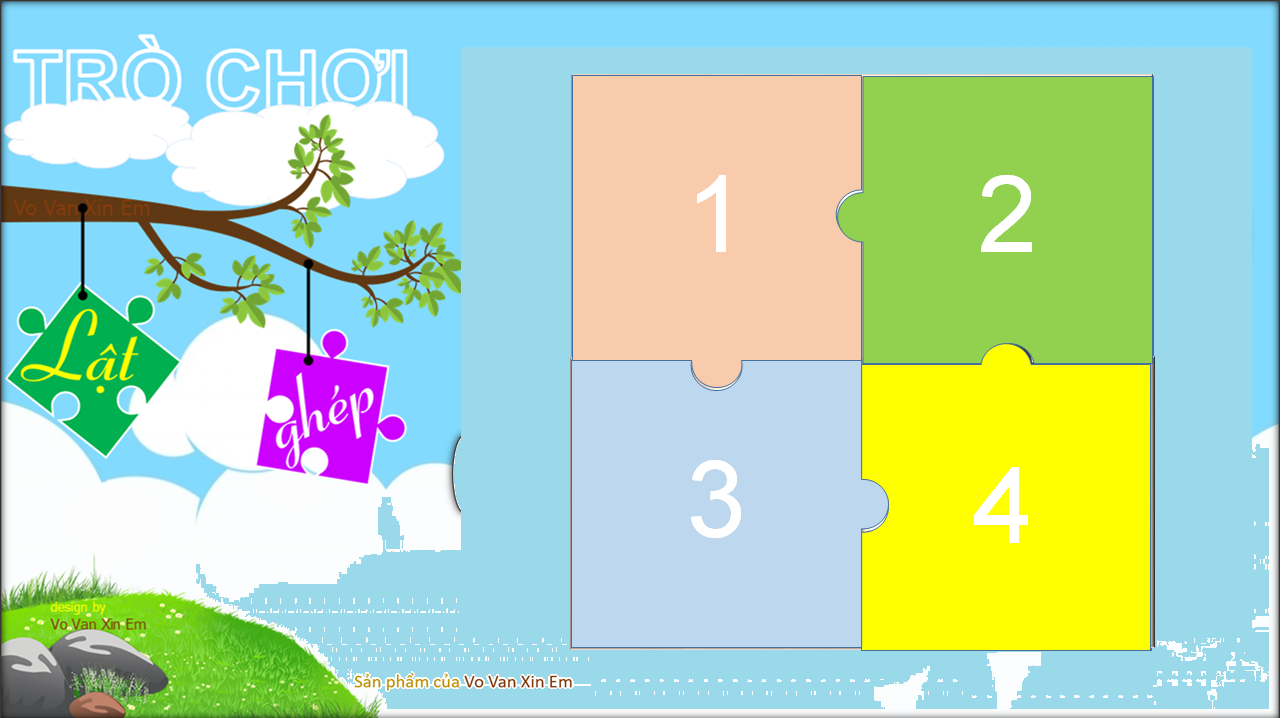 TRÒ CHƠI
Vo Van Xin Em
Lật
ghép
1
2
3
4
design by
Vo Van Xin Em
Sản phẩm của Vo Van Xin Em